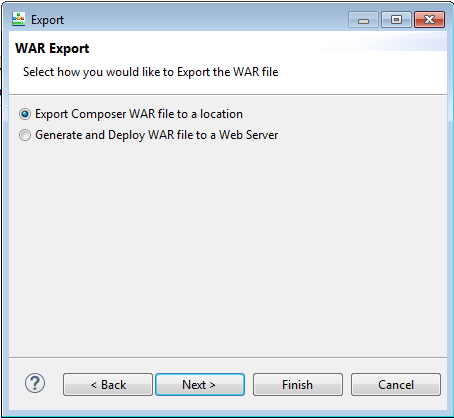 Export
WAR Export
Select how you would like to Export the WAR file
Export Composer WAR file to a location
Generate and Deploy WAR file to a Web Server
?
< Back
Next >
Finish
Cancel